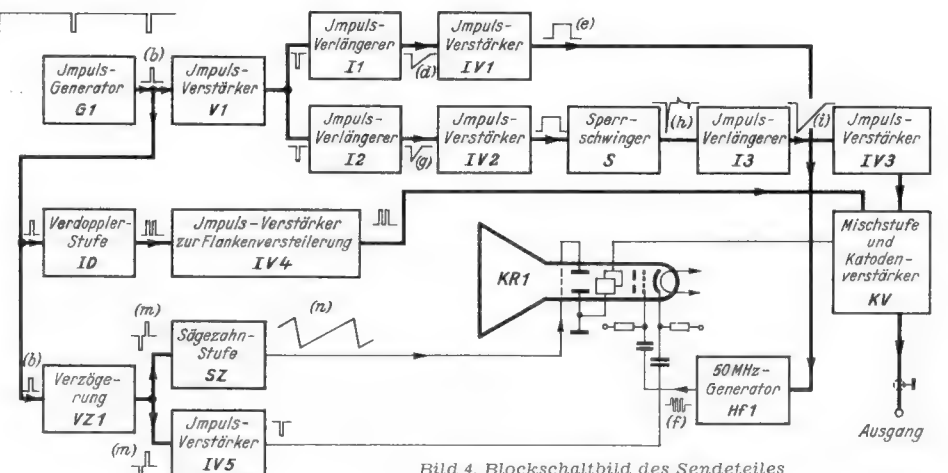 (b)
Jmpuls-
Generator
G1
Jmpuls-
Verstärker
V1
Jmpuls-
Verlängerer
I1
(d)
Jmpuls-
Verstärker
IV1
(e)
Jmpuls-
Verlängerer
I2
(g)
Jmpuls-
Verstärker
IV2
Sperr-
schwinger
S
(h)
Jmpuls-
Verlängerer
I3
(i)
Jmpuls-
Verstärker
IV3
Verdoppler-
Stufe
ID
Jmpuls-Verstärker
zur Flankenversteilerung
IV4
KR1
Mischstufe
und
Katoden-
verstärker
KV
(m)
Sägezahn-
Stufe
SZ
(n)
(b)
Verzöge-
rung
VZ1
(m)
Jmpuls-
Verstärker
IV5
(f)
50MHz-
Generator
Hf1
Ausgang
Bild 4. Blockschaltbild des Sendeteiles